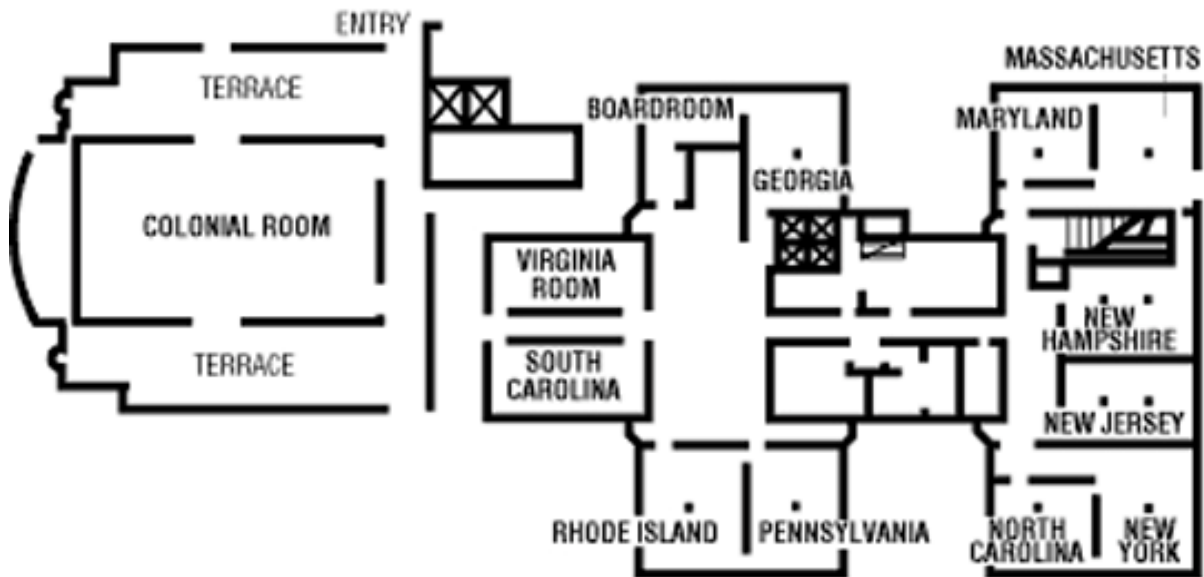 ENTRY
TERRACE
MASSACHUSETTS
BOARDROOM
MARYLAND
GEORGIA
COLONIAL ROOM
VIRGINIA
ROOM
NEW
HAMPSHIRE
TERRACE
SOUTH
CAROLINA
NEW JERSEY
RHODE ISLAND
PENNSYLVANIA
NORTH
CAROLINA
NEW
YORK